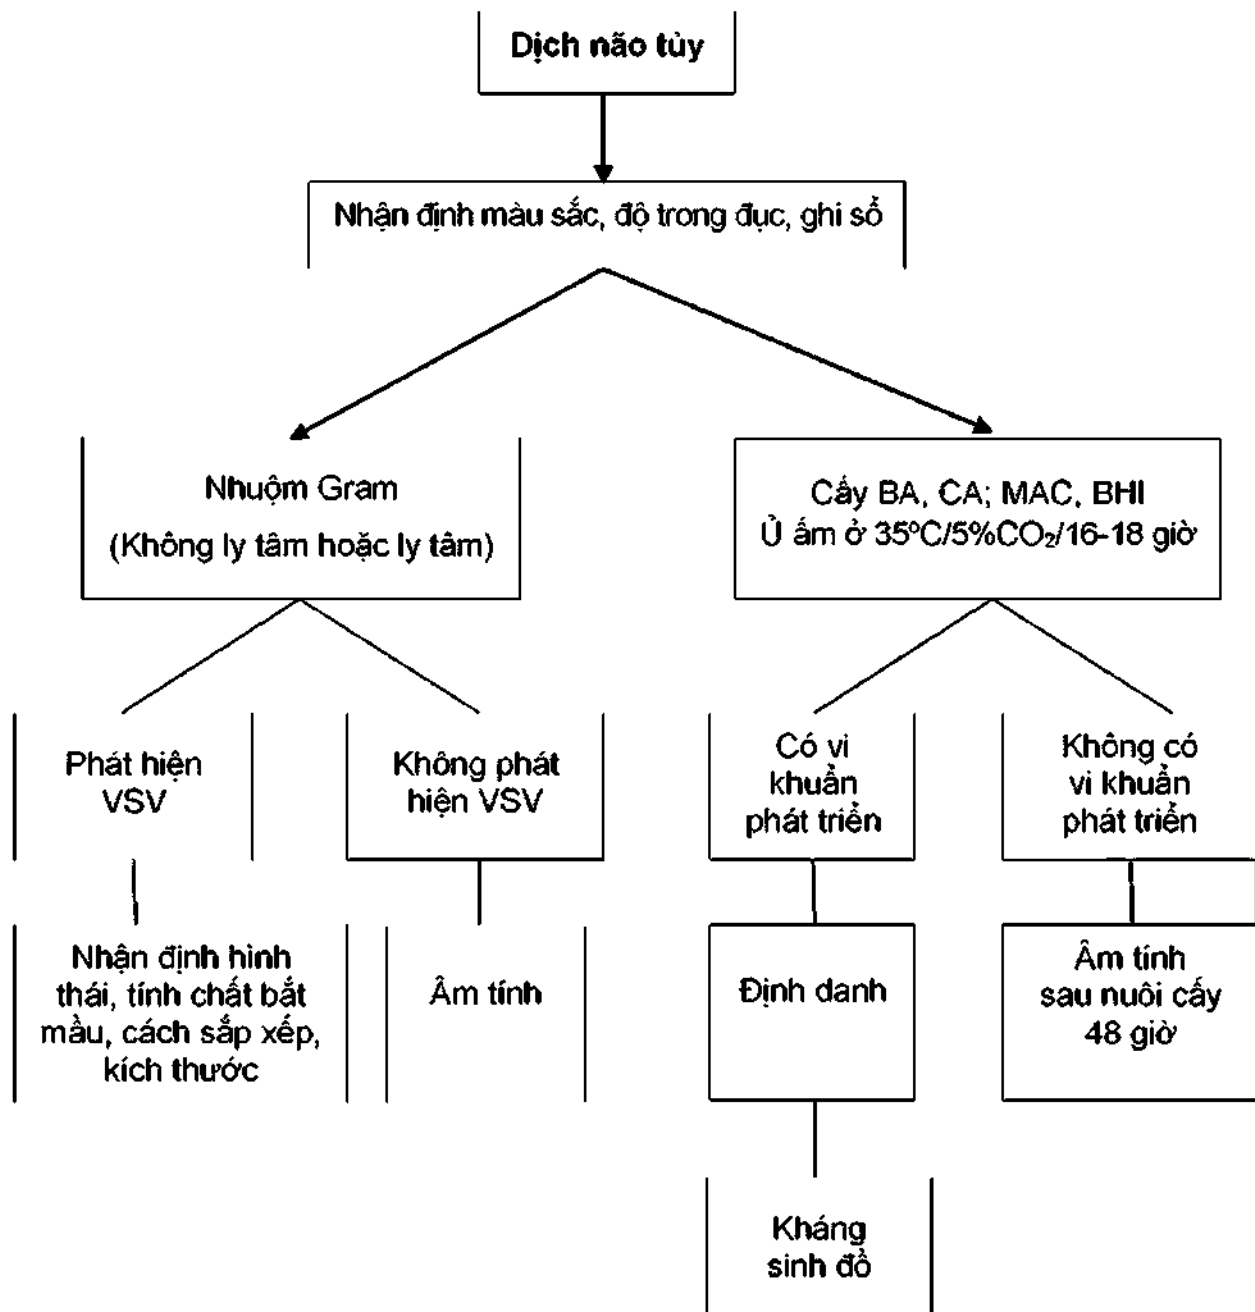 Dịch não tủy
Nhận định màu sắc, độ trong đục, ghi sổ
Nhuộm Gram
(Không ly tâm hoặc ly tâm)
Cấy BA, CA; MAC, BHI
Ủ ấm ở 35ºC/5%CO₂/16-18 giờ
Phát hiện
VSV
Không phát
hiện VSV
Có vi
khuẩn
phát triển
Không có
vi khuẩn
phát triển
Nhận định hình
thái, tính chất bắt
mầu, cách sắp xếp,
kích thước
Âm tính
Định danh
Âm tính
sau nuôi cấy
48 giờ
Kháng
sinh đồ